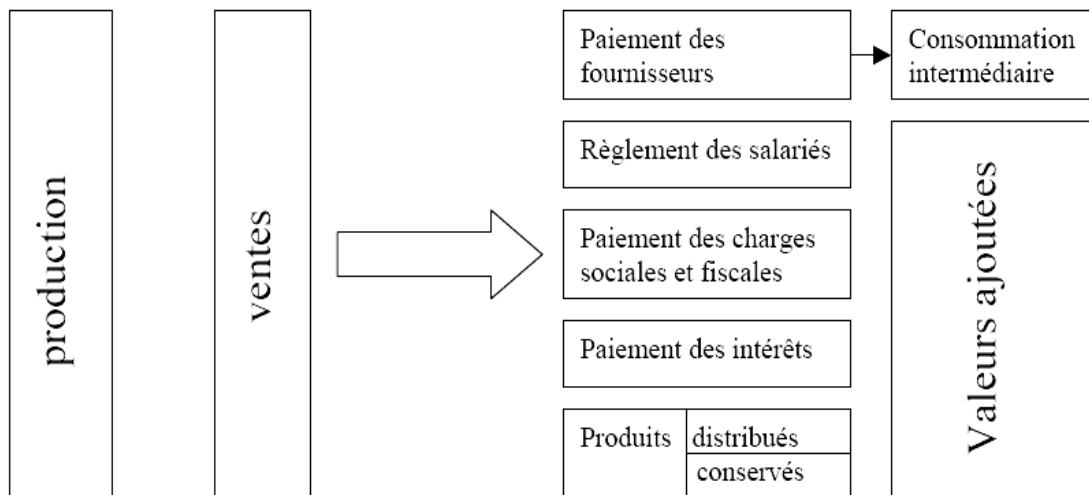 production
ventes
Paiement des
fournisseurs
Consommation
intermédiaire
Règlement des salariés
Paiement des charges
sociales et fiscales
Paiement des intérêts
Produits
distribués
conservés
Valeurs ajoutées